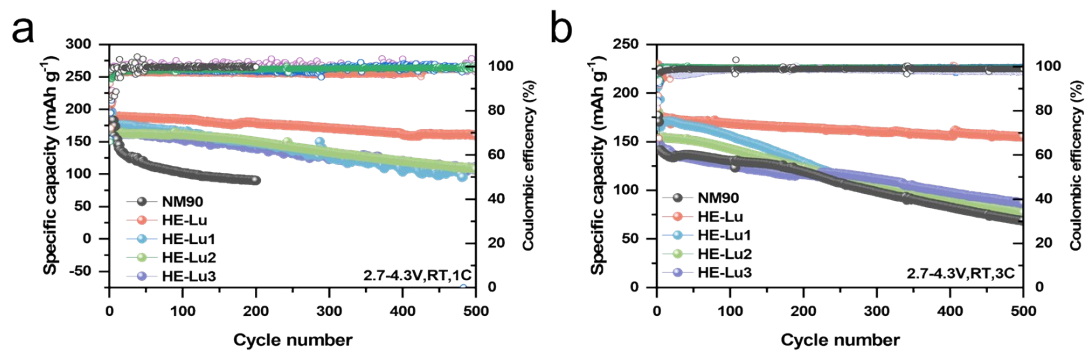 a
300
250
200
150
100
50
0
-50
Specific capacity (mAh g-1)
NM90
HE-Lu
HE-Lu1
HE-Lu2
HE-Lu3
2.7-4.3V,RT,1C
100
80
60
40
20
0
Coulombic efficency (%)
0 100 200 300 400 500
Cycle number
b
250
200
150
100
50
0
Specific capacity (mAh g-1)
NM90
HE-Lu
HE-Lu1
HE-Lu2
HE-Lu3
2.7-4.3V,RT,3C
100
80
60
40
20
0
Coulombic efficency (%)
0 100 200 300 400 500
Cycle number